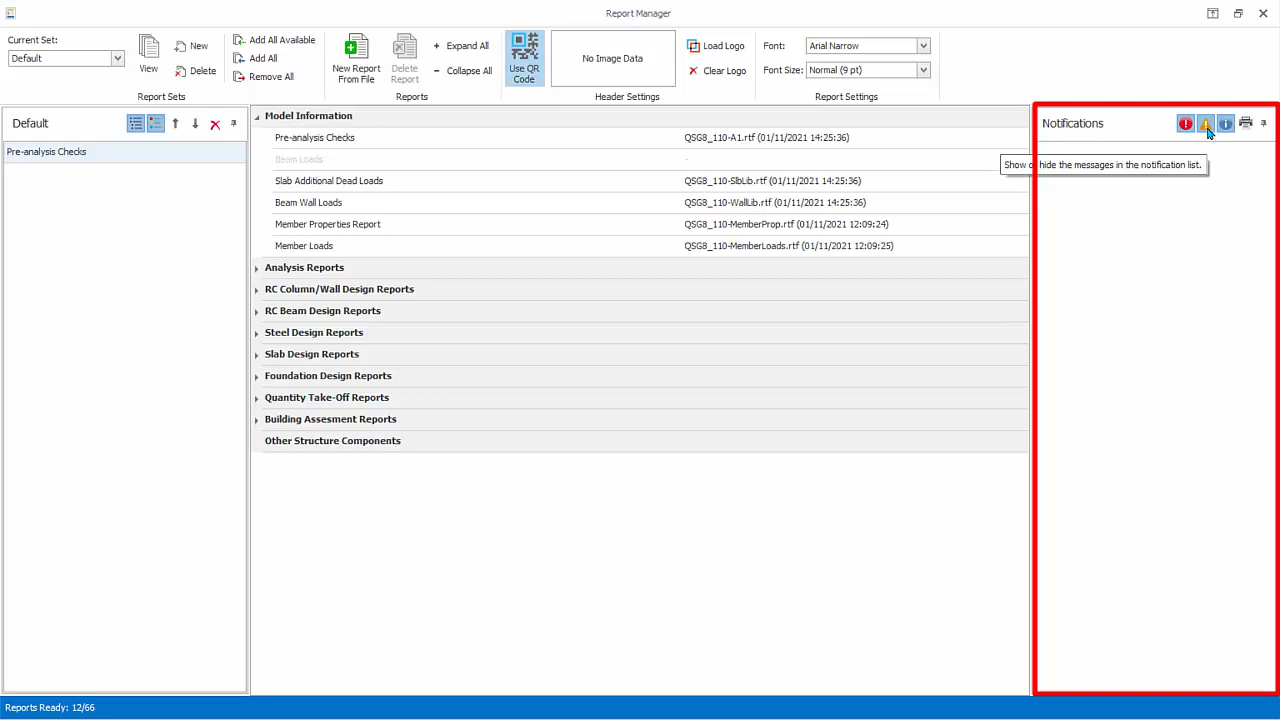 Report Manager
Current Set:
Default
View
New
Delete
Add All Available
Add All
Remove All
Report Sets
New Report
From File
Delete
Report
+ Expand All
- Collapse All
Reports
Use QR
Code
No Image Data
Load Logo
Clear Logo
Header Settings
Font:
Arial Narrow
Font Size:
Normal (9 pt)
Report Settings
Default
Pre-analysis Checks
Model Information
Pre-analysis Checks
QSG8_110-A1.rtf (01/11/2021 14:25:36)
Beam Loads
-
Slab Additional Dead Loads
QSG8_110-SlbLib.rtf (01/11/2021 14:25:36)
Beam Wall Loads
QSG8_110-WallLib.rtf (01/11/2021 14:25:36)
Member Properties Report
QSG8_110-MemberProp.rtf (01/11/2021 12:09:24)
Member Loads
QSG8_110-MemberLoads.rtf (01/11/2021 12:09:25)
Analysis Reports
RC Column/Wall Design Reports
RC Beam Design Reports
Steel Design Reports
Slab Design Reports
Foundation Design Reports
Quantity Take-Off Reports
Building Assesment Reports
Other Structure Components
Notifications
Show or hide the messages in the notification list.
Reports Ready: 12/66